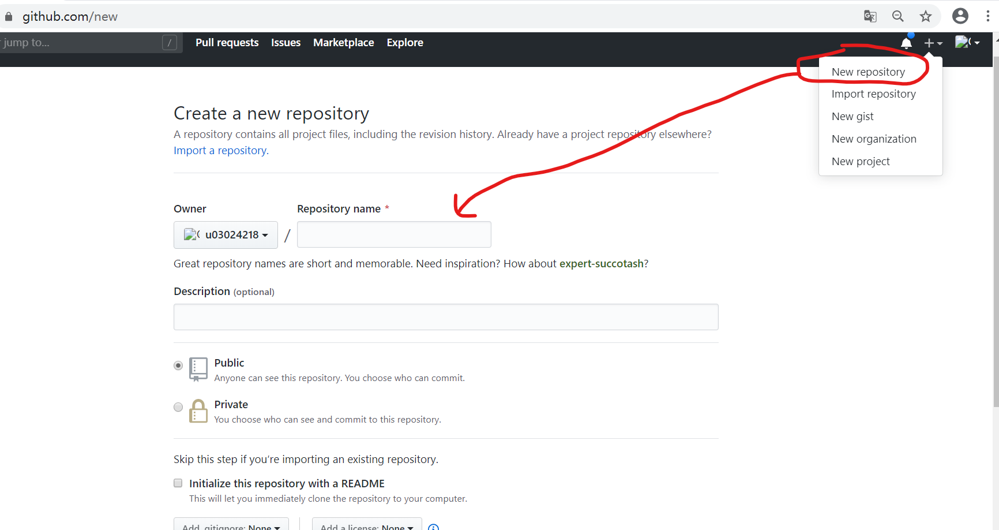 github.com/new
jump to... /
Pull requests Issues Marketplace Explore
New repository
Import repository
New gist
New organization
New project
Create a new repository
A repository contains all project files, including the revision history. Already have a project repository elsewhere?
Import a repository.
Owner
Repository name *
u03024218 /
Great repository names are short and memorable. Need inspiration? How about expert-succotash?
Description (optional)
Public
Anyone can see this repository. You choose who can commit.
Private
You choose who can see and commit to this repository.
Skip this step if you’re importing an existing repository.
Initialize this repository with a README
This will let you immediately clone the repository to your computer.
Add .gitignore: None
Add a license: None